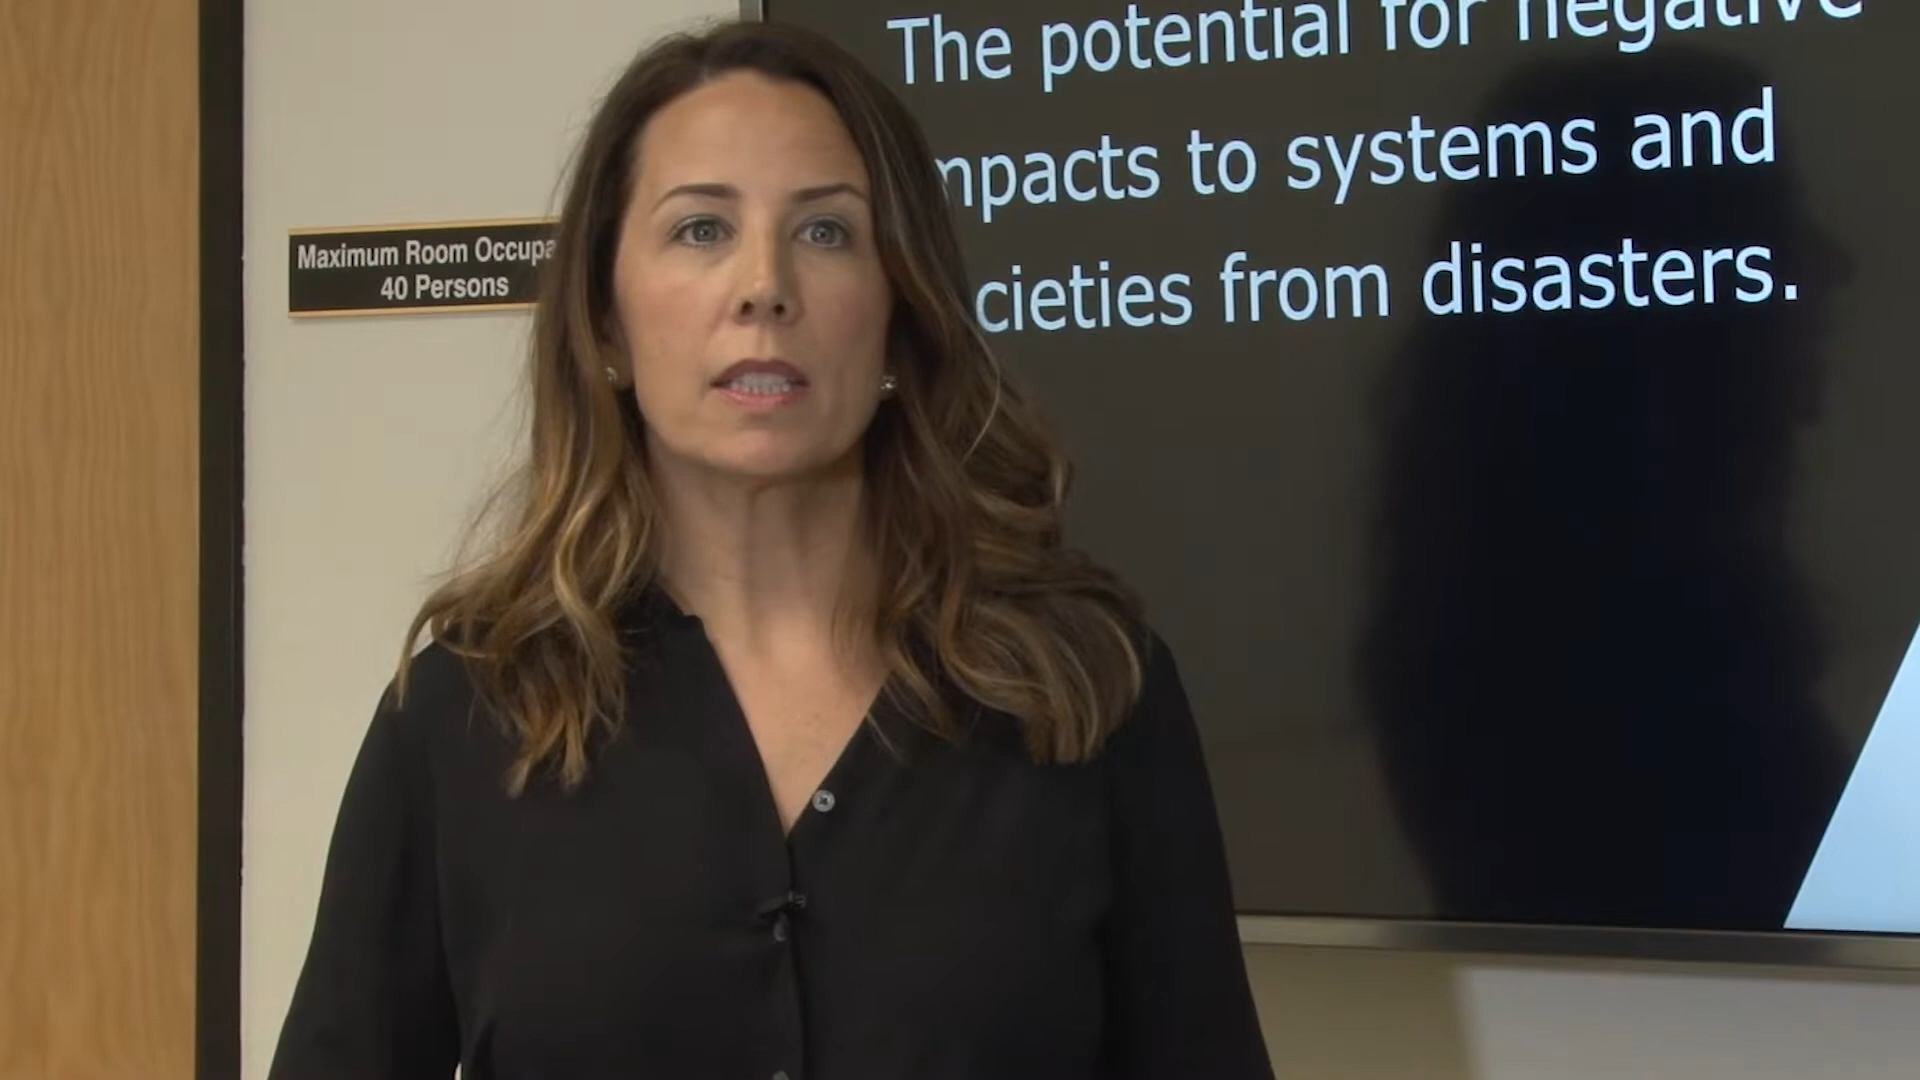 The potential for negative
mpacts to systems and
cieties from disasters.
Maximum Room Occupa
40 Persons